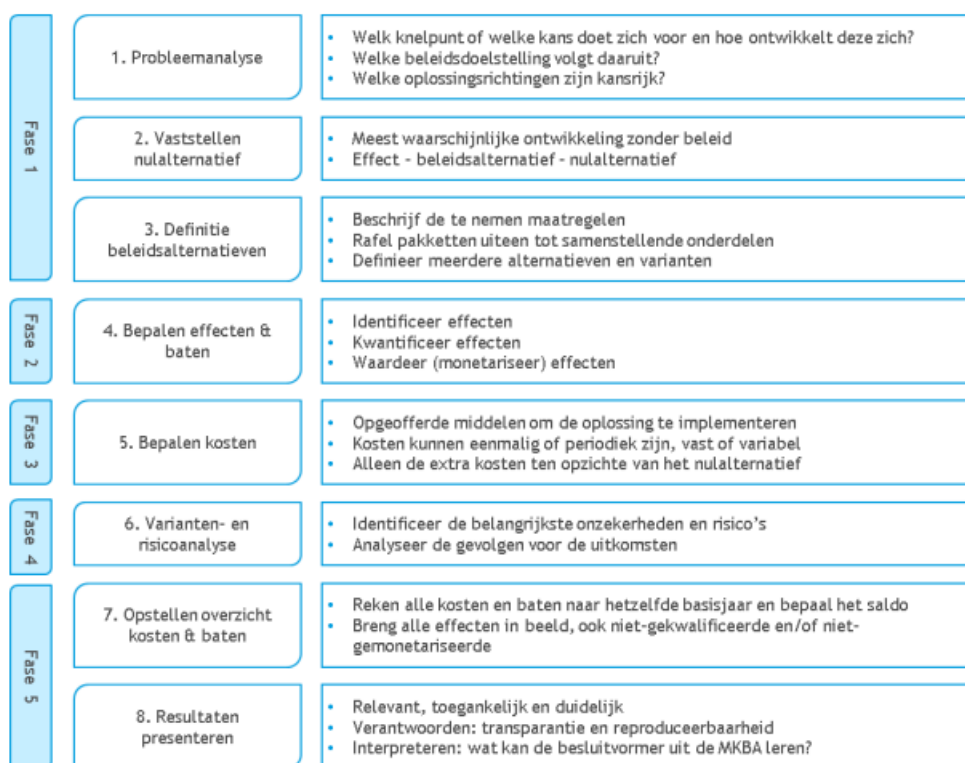 Fase 1
1. Probleemanalyse
• Welk knelpunt of welke kans doet zich voor en hoe ontwikkelt deze zich?
• Welke beleidsdoelstelling volgt daaruit?
• Welke oplossingsrichtingen zijn kansrijk?
2. Vaststellen
nulalternatief
• Meest waarschijnlijke ontwikkeling zonder beleid
• Effect - beleidsalternatief - nulalternatief
3. Definitie
beleidsalternatieven
• Beschrijf de te nemen maatregelen
• Rafel pakketten uiteen tot samenstellende onderdelen
• Definieer meerdere alternatieven en varianten
Fase 2
4. Bepalen effecten &
baten
• Identificeer effecten
• Kwantificeer effecten
• Waardeer (monetariseer) effecten
Fase 3
5. Bepalen kosten
• Opgeofferde middelen om de oplossing te implementeren
• Kosten kunnen eenmalig of periodiek zijn, vast of variabel
• Alleen de extra kosten ten opzichte van het nulalternatief
Fase 4
6. Varianten- en
risicoanalyse
• Identificeer de belangrijkste onzekerheden en risico's
• Analyseer de gevolgen voor de uitkomsten
Fase 5
7. Opstellen overzicht
kosten & baten
• Reken alle kosten en baten naar hetzelfde basisjaar en bepaal het saldo
• Breng alle effecten in beeld, ook niet-gekwalificeerde en/of niet-
gemonetariseerde
8. Resultaten
presenteren
• Relevant, toegankelijk en duidelijk
• Verantwoorden: transparantie en reproduceerbaarheid
• Interpreteren: wat kan de besluitvormer uit de MKBA leren?